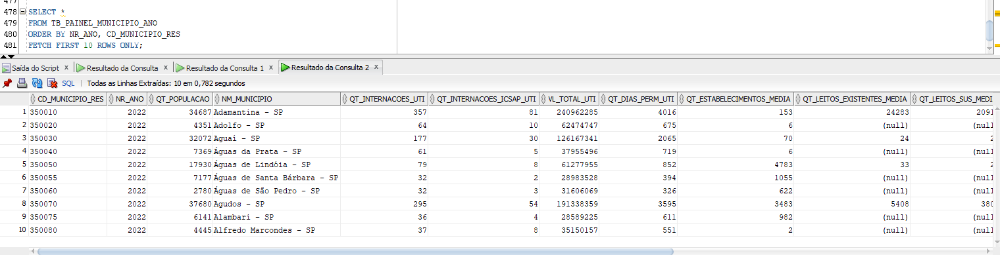 477
478 SELECT *
479 FROM TB_PAINEL_MUNICIPIO_ANO
480 ORDER BY NR_ANO, CD_MUNICIPIO_RES
481 FETCH FIRST 10 ROWS ONLY;
Saída do Script x Resultado da Consulta x Resultado da Consulta 1 x Resultado da Consulta 2 x
SQL | Todas as Linhas Extraídas: 10 em 0,782 segundos
CD_MUNICIPIO_RES NR_ANO QT_POPULACAO NM_MUNICIPIO QT_INTERNACOES_UTI QT_INTERNACOES_ICSAP_UTI VL_TOTAL_UTI QT_DIAS_PERM_UTI QT_ESTABELECIMENTOS_MEDIA QT_LEITOS_EXISTENTES_MEDIA QT_LEITOS_SUS_MEDI
1 350010 2022 34687 Adamantina - SP 357 81 240962285 4016 153 24283 2091
2 350020 2022 4351 Adolfo - SP 64 10 62474747 675 6 (null) (nul
3 350030 2022 32072 Aguaí - SP 177 30 126167341 2065 70 24 2
4 350040 2022 7369 Águas da Prata - SP 61 5 37955496 719 6 (null) (nul
5 350050 2022 17930 Águas de Lindóia - SP 79 8 61277955 852 4783 33 2
6 350055 2022 7177 Águas de Santa Bárbara - SP 32 2 28983528 394 1055 (null) (nul
7 350060 2022 2780 Águas de São Pedro - SP 32 3 31606069 326 622 (null) (nul
8 350070 2022 37680 Agudos - SP 295 54 191338359 3595 3483 5408 380
9 350075 2022 6141 Alambari - SP 36 4 28589225 611 982 (null) (nul
10 350080 2022 4445 Alfredo Marcondes - SP 37 8 35150157 551 2 (null) (nul